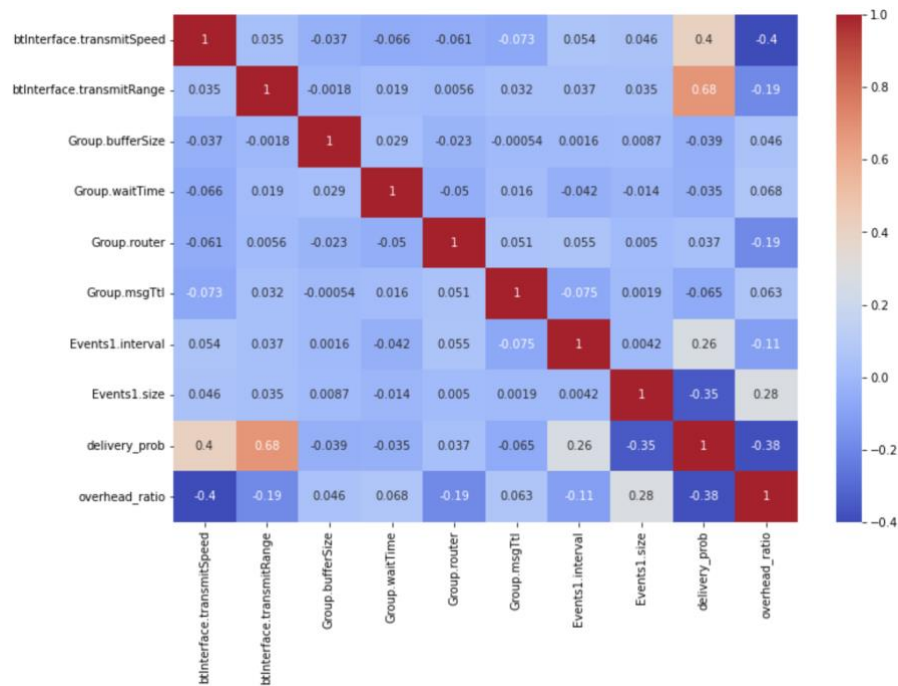 btInterface.transmitSpeed 1 0.035 -0.037 -0.066 -0.061 -0.073 0.054 0.046 0.4 -0.4
btInterface.transmitRange 0.035 1 -0.0018 0.019 0.0056 0.032 0.037 0.035 0.68 -0.19
Group.bufferSize -0.037 -0.0018 1 0.029 -0.023 -0.00054 0.0016 0.0087 -0.039 0.046
Group.waitTime -0.066 0.019 0.029 1 -0.05 0.016 -0.042 -0.014 -0.035 0.068
Group.router -0.061 0.0056 -0.023 -0.05 1 0.051 0.055 0.005 0.037 -0.19
Group.msgTtl -0.073 0.032 -0.00054 0.016 0.051 1 -0.075 0.0019 -0.065 0.063
Events1.interval 0.054 0.037 0.0016 -0.042 0.055 -0.075 1 0.0042 0.26 -0.11
Events1.size 0.046 0.035 0.0087 -0.014 0.005 0.0019 0.0042 1 -0.35 0.28
delivery_prob 0.4 0.68 -0.039 -0.035 0.037 -0.065 0.26 -0.35 1 -0.38
overhead_ratio -0.4 -0.19 0.046 0.068 -0.19 0.063 -0.11 0.28 -0.38 1
btInterface.transmitSpeed
btInterface.transmitRange
Group.bufferSize
Group.waitTime
Group.router
Group.msgTtl
Events1.interval
Events1.size
delivery_prob
overhead_ratio
1.0
0.8
0.6
0.4
0.2
0.0
−0.2
−0.4